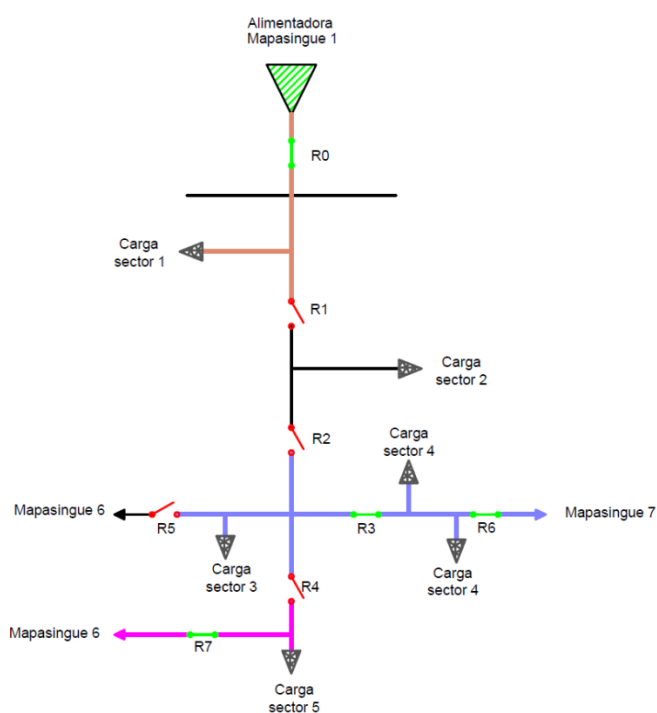 Alimentadora
Mapasingue 1
R0
Carga
sector 1
R1
Carga
sector 2
R2
Carga
sector 4
Mapasingue 6
R5
R3
R6
Mapasingue 7
Carga
sector 3
Carga
sector 4
R4
Mapasingue 6
R7
Carga
sector 5